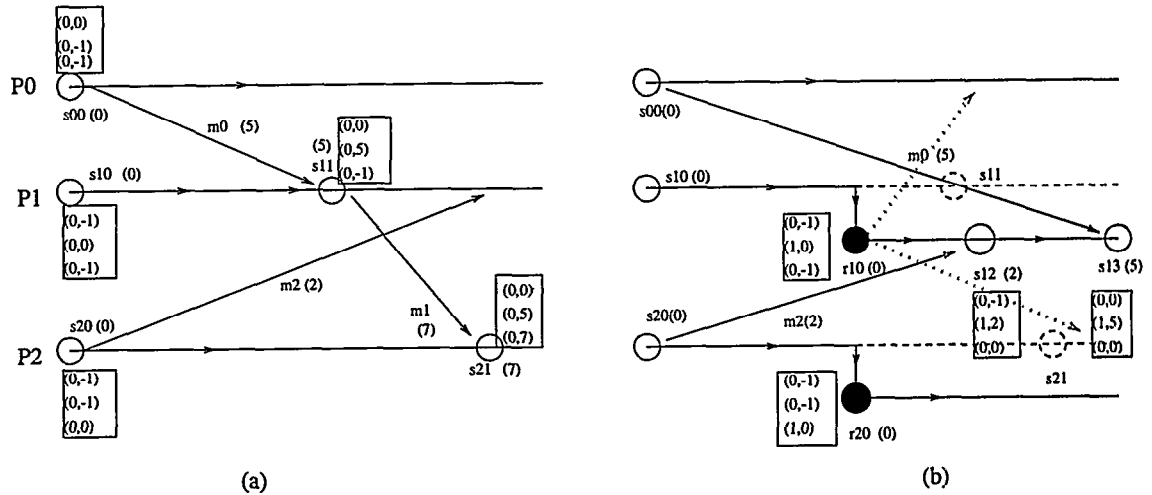 (0,0)
(0,-1)
(0,-1)
P0
s00 (0)
m0 (5)
(5)
s11
(0,0)
(0,5)
(0,-1)
s10 (0)
P1
(0,-1)
(0,0)
(0,-1)
m2 (2)
m1
(7)
(0,0)
(0,5)
(0,7)
s20 (0)
P2
s21 (7)
(0,-1)
(0,-1)
(0,0)
(a)
s00(0)
m0 (5)
s10(0)
s11
(0,-1)
(1,0)
(0,-1)
r10(0)
s12 (2)
s13(5)
s20(0)
m2(2)
(0,-1)
(1,2)
(0,0)
(0,0)
(1,5)
(0,0)
s21
(0,-1)
(0,-1)
(1,0)
r20 (0)
(b)